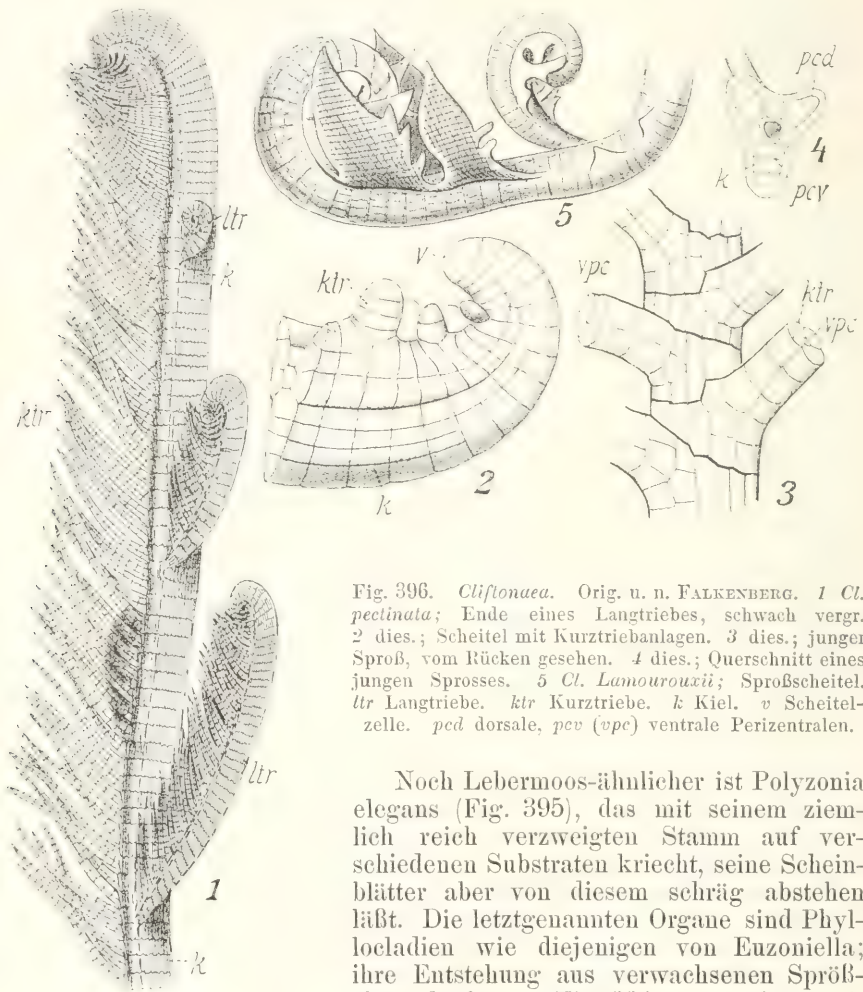 pcd
4
k
pcv
ltr
k
5
v
ktr
vpc
ktr
vpc
ktr
2
k
3
ltr
1
k
Fig. 396. Cliftonaea. Orig. u. n. FALKENBERG. 1 Cl.
pectinata; Ende eines Langtriebes, schwach vergr.
2 dies.; Scheitel mit Kurztriebanlagen. 3 dies.; junger
Sproß, vom Rücken gesehen. 4 dies.; Querschnitt eines
jungen Sprosses. 5 Cl. Lamourouxii; Sproßscheitel.
ltr Langtriebe. ktr Kurztriebe. k Kiel. v Scheitel-
zelle. pcd dorsale, pcv (vpc) ventrale Perizentralen.
Noch Lebermoos-ähnlicher ist Polyzonia
elegans (Fig. 395), das mit seinem ziem-
lich reich verzweigten Stamm auf ver-
schiedenen Substraten kriecht, seine Schein-
blätter aber von diesem schräg abstehen
läßt. Die letztgenannten Organe sind Phyl-
locladien wie diejenigen von Euzoniella;
ihre Entstehung aus verwachsenen Spröß-